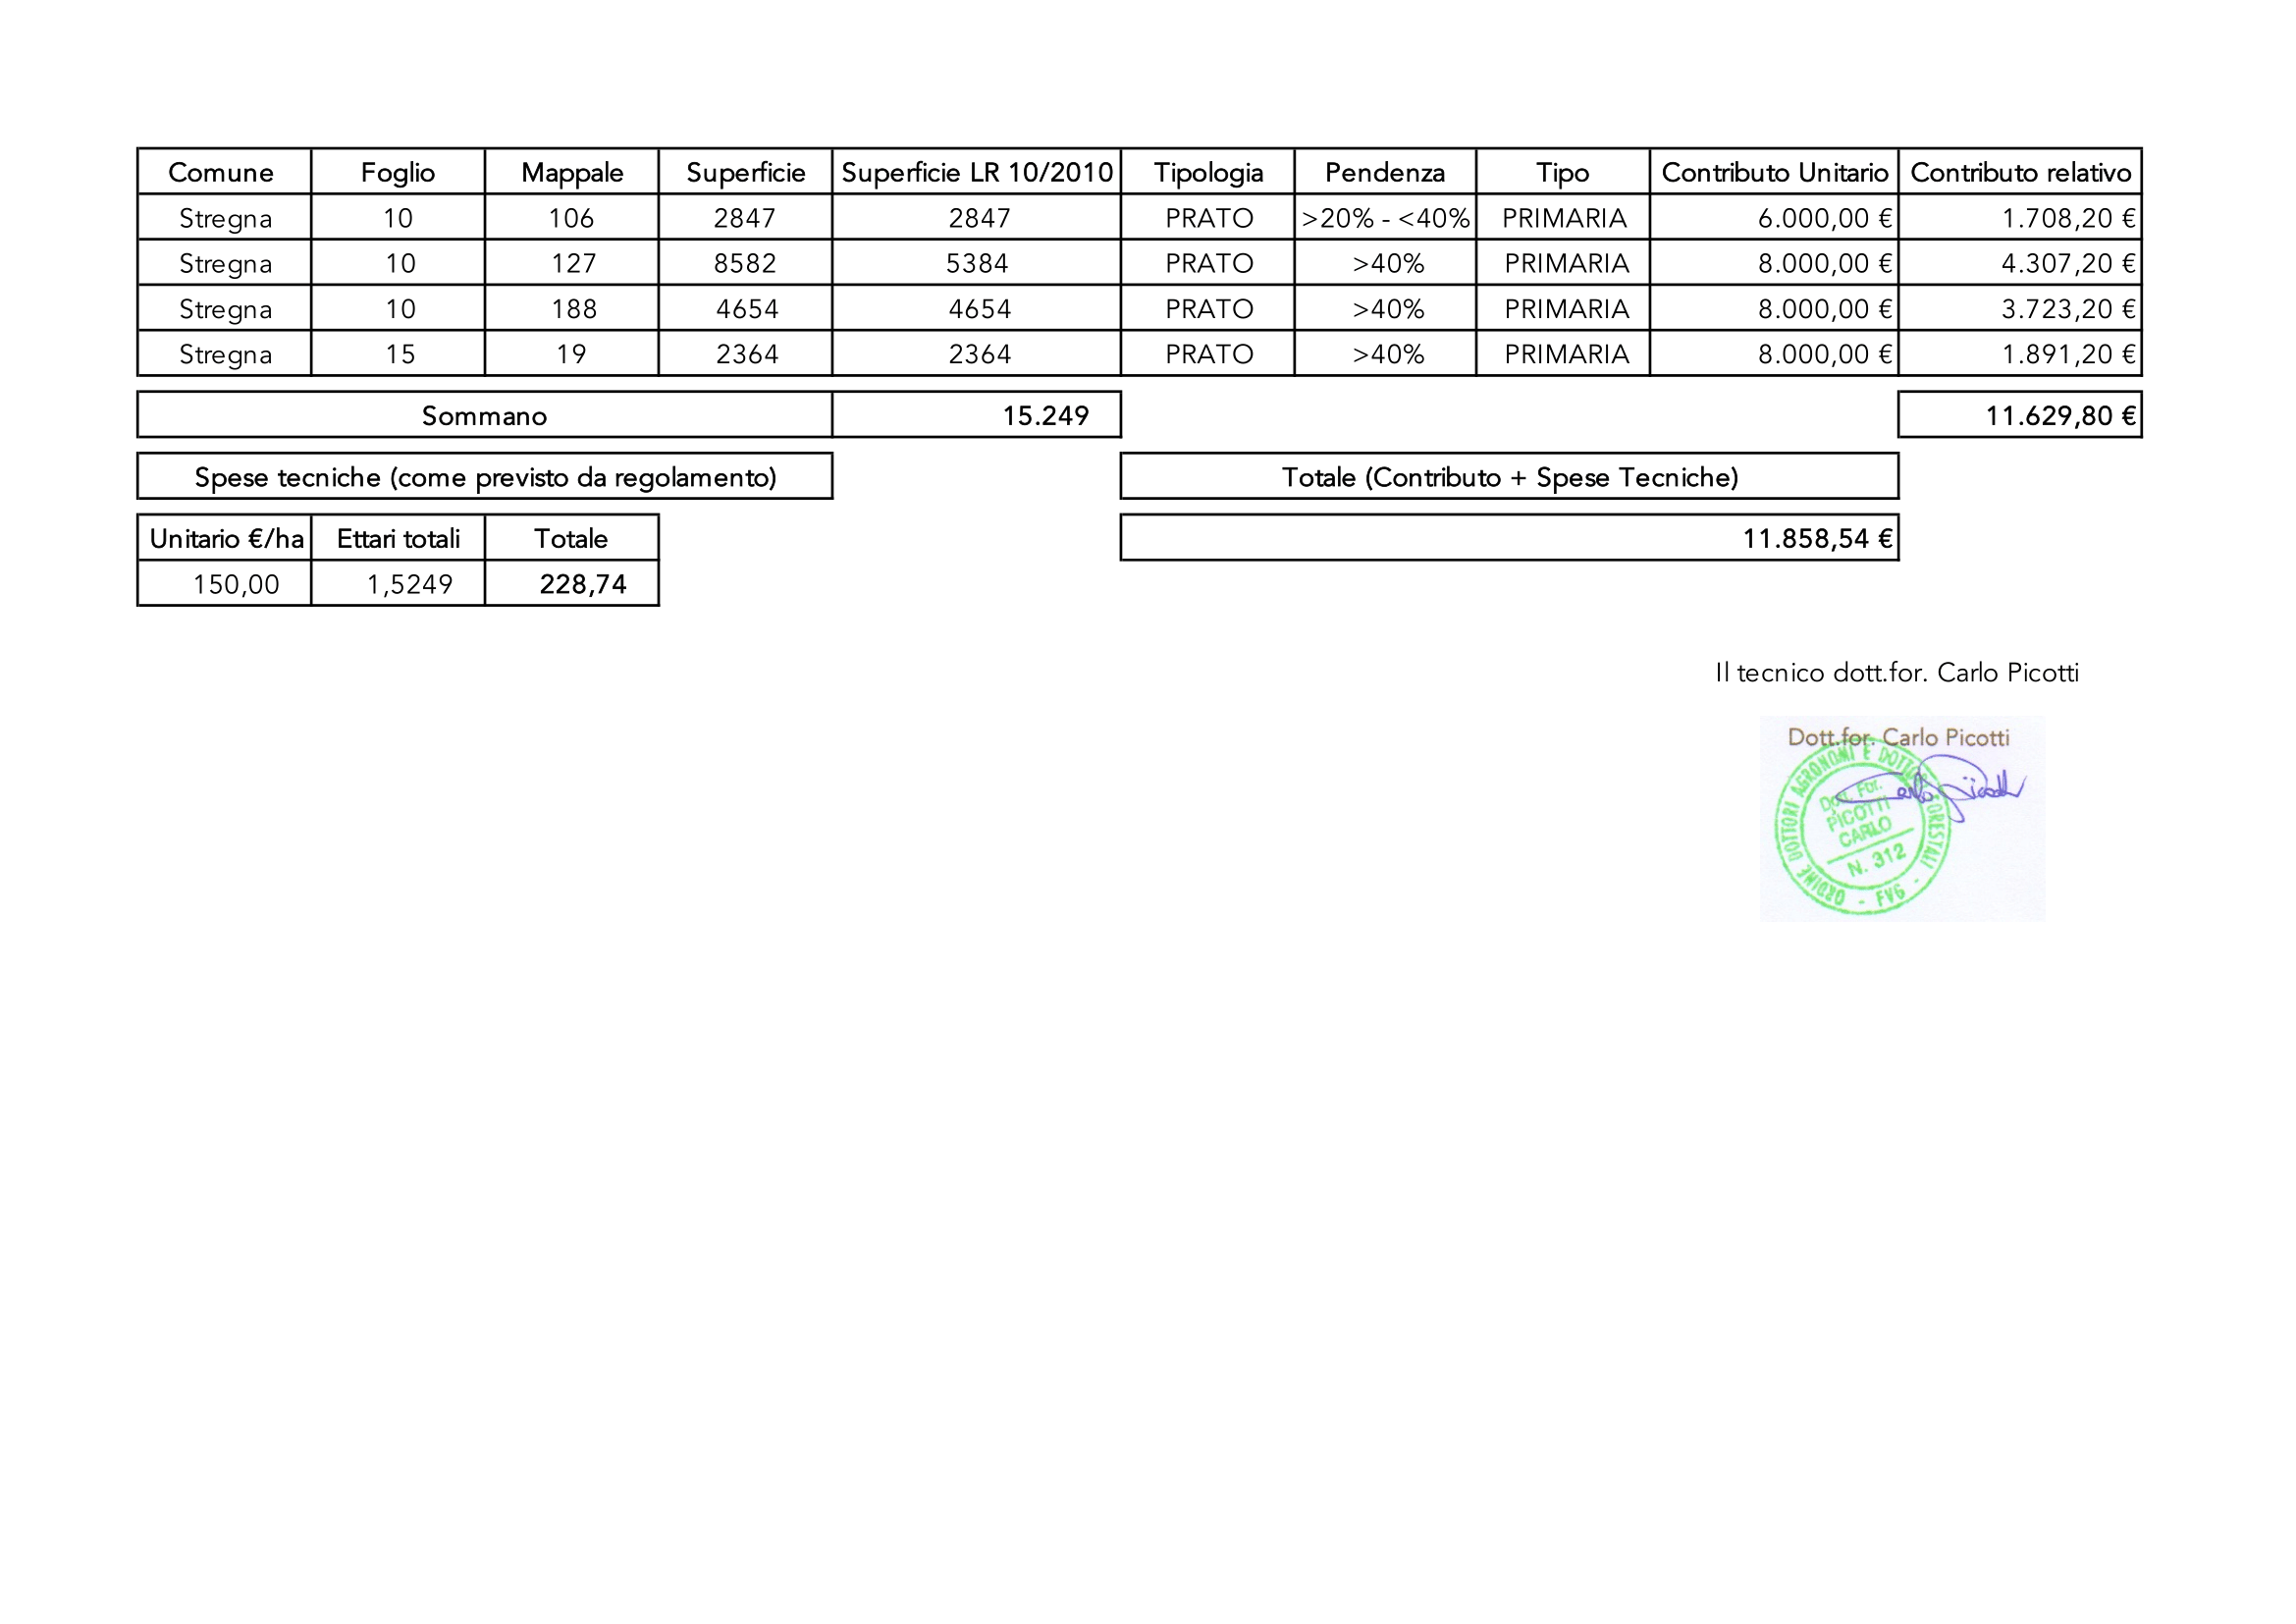 Comune Foglio Mappale Superficie Superficie LR 10/2010 Tipologia Pendenza Tipo Contributo Unitario Contributo relativo
Stregna 10 106 2847 2847 PRATO >20% - <40% PRIMARIA 6.000,00 € 1.708,20 €
Stregna 10 127 8582 5384 PRATO >40% PRIMARIA 8.000,00 € 4.307,20 €
Stregna 10 188 4654 4654 PRATO >40% PRIMARIA 8.000,00 € 3.723,20 €
Stregna 15 19 2364 2364 PRATO >40% PRIMARIA 8.000,00 € 1.891,20 €
Sommano 15.249 11.629,80 €
Spese tecniche (come previsto da regolamento) Totale (Contributo + Spese Tecniche)
Unitario €/ha Ettari totali Totale 11.858,54 €
150,00 1,5249 228,74
Il tecnico dott.for. Carlo Picotti
Dott.for. Carlo Picotti
ORDINE DOTTORI AGRONOMI E DOTTORI FORESTALI - FVG -
Dott. For.
PICOTTI
CARLO
N. 312